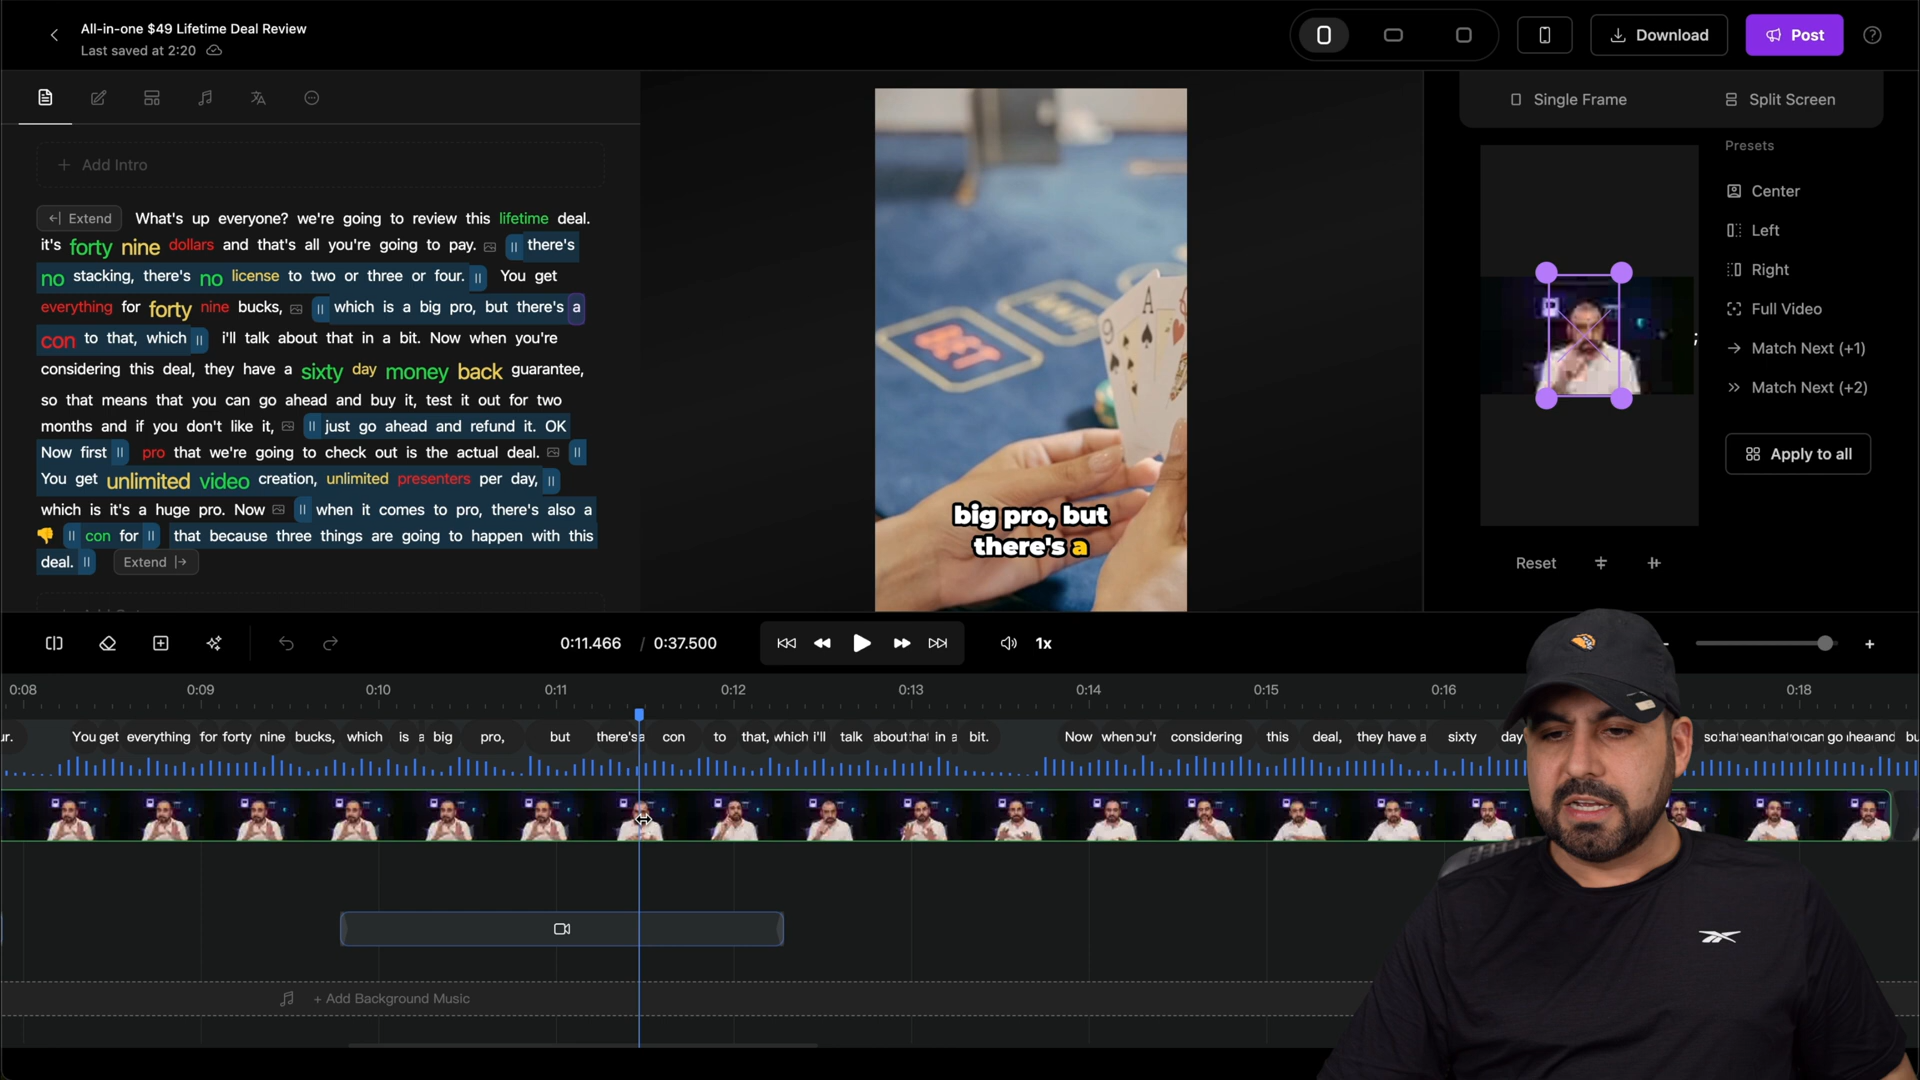 All-in-one $49 Lifetime Deal Review
Last saved at 2:20
Download
Post
Single Frame
Split Screen
Presets
Center
Left
Right
Full Video
Match Next (+1)
Match Next (+2)
Apply to all
Reset
+ Add Intro
Extend What's up everyone? we're going to review this lifetime deal.
it's forty nine dollars and that's all you're going to pay. there's
no stacking, there's no license to two or three or four. You get
everything for forty nine bucks, which is a big pro, but there's a
con to that, which i'll talk about that in a bit. Now when you're
considering this deal, they have a sixty day money back guarantee,
so that means that you can go ahead and buy it, test it out for two
months and if you don't like it, just go ahead and refund it. OK
Now first pro that we're going to check out is the actual deal.
You get unlimited video creation, unlimited presenters per day,
which is it's a huge pro. Now when it comes to pro, there's also a
con for that because three things are going to happen with this
deal. Extend
BET
9
A
big pro, but
there's a
0:11.466 / 0:37.500
1x
0:08 0:09 0:10 0:11 0:12 0:13 0:14 0:15 0:16 0:18
ur. You get everything for forty nine bucks, which is a big pro, but there's a con to that, which i'll talk about that in a bit. Now when you're considering this deal, they have a sixty day so that mean that you can go ahead and bu
+ Add Background Music